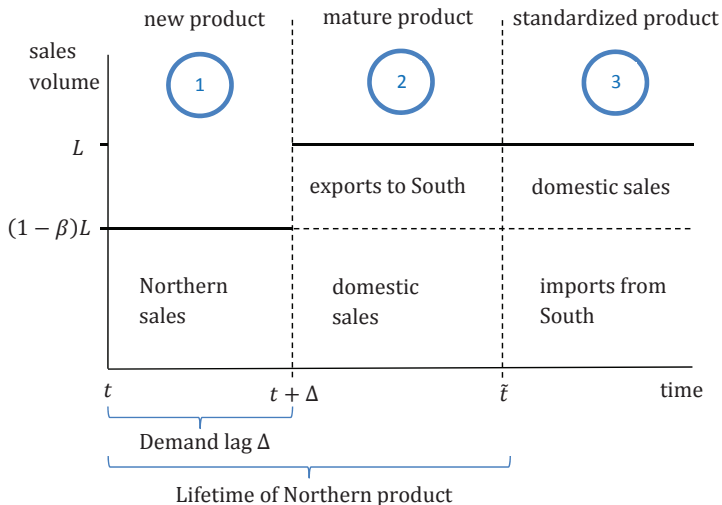 new product
mature product
standardized product
sales
volume
1
2
3
L
exports to South
domestic sales
(1 − β)L
Northern
sales
domestic
sales
imports from
South
t
t + Δ
t̃
time
Demand lag Δ
Lifetime of Northern product